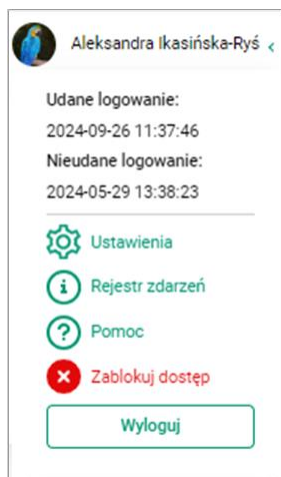 Aleksandra Ikasińska-Ryś
Udane logowanie:
2024-09-26 11:37:46
Nieudane logowanie:
2024-05-29 13:38:23
Ustawienia
Rejestr zdarzeń
Pomoc
Zablokuj dostęp
Wyloguj